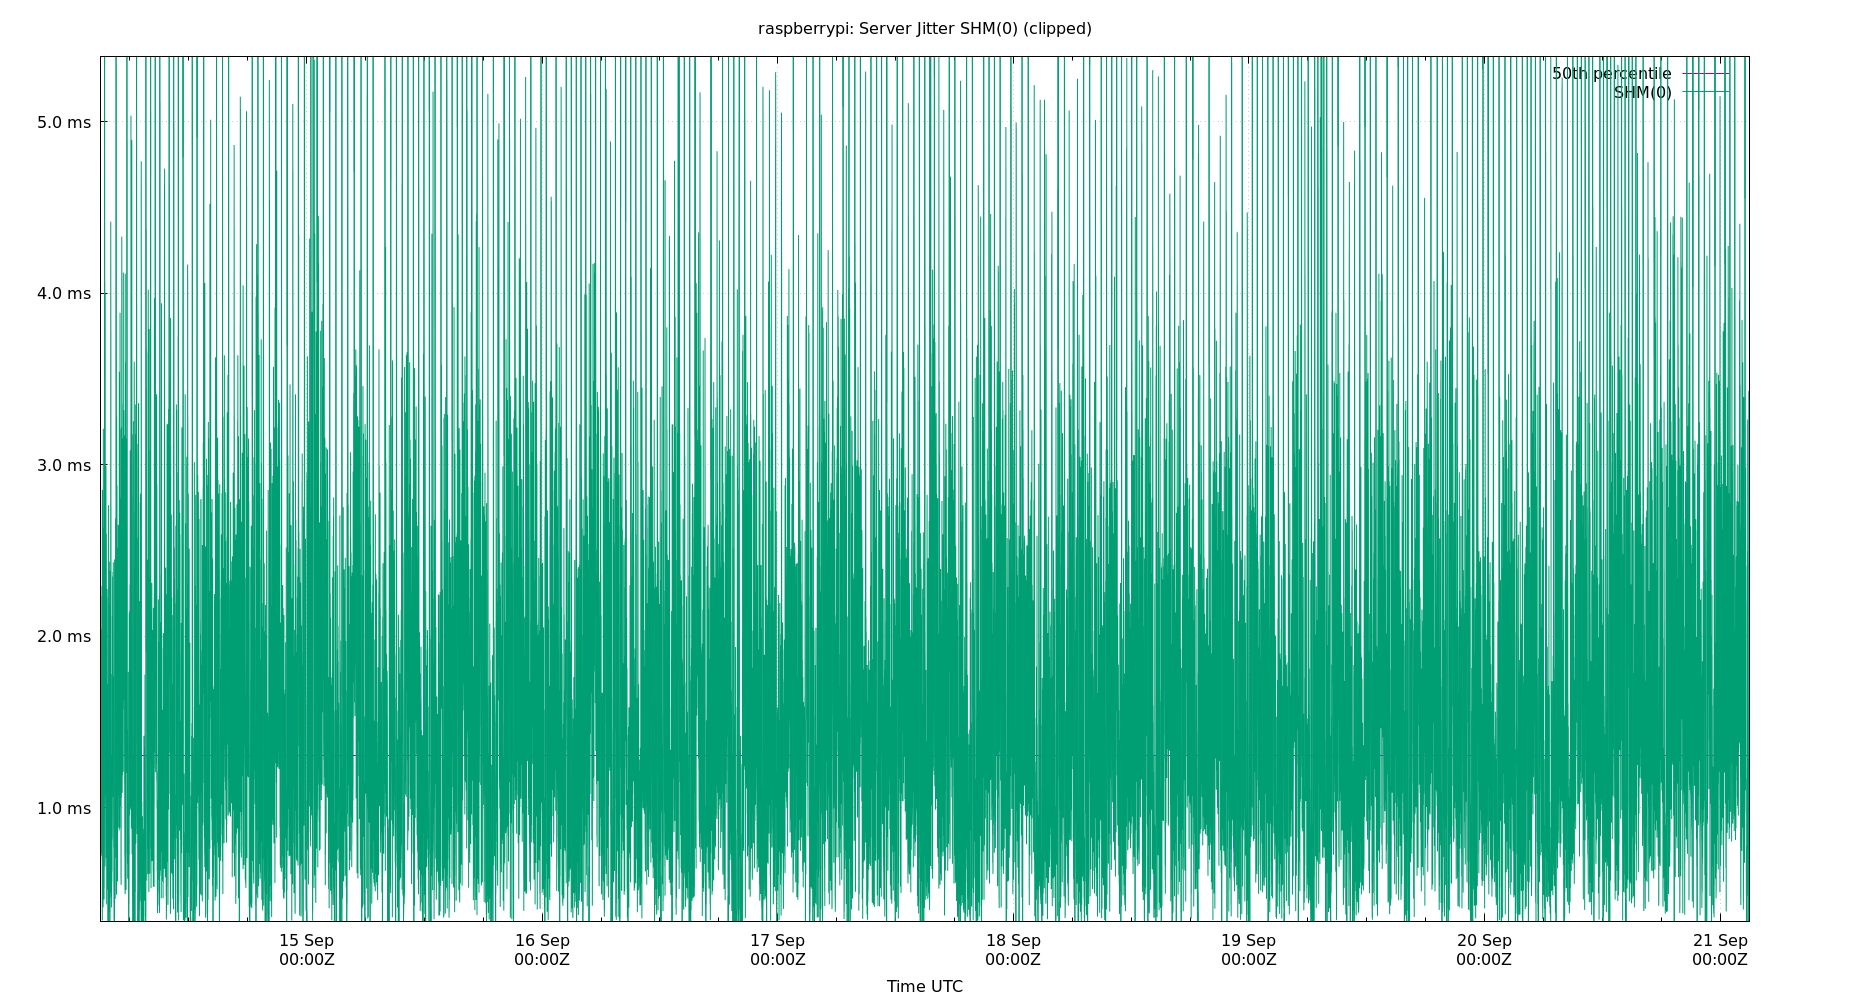 raspberrypi: Server Jitter SHM(0) (clipped)
50th percentile
SHM(0)
5.0 ms
4.0 ms
3.0 ms
2.0 ms
1.0 ms
15 Sep 16 Sep 17 Sep 18 Sep 19 Sep 20 Sep 21 Sep
00:00Z 00:00Z 00:00Z 00:00Z 00:00Z 00:00Z 00:00Z
Time UTC